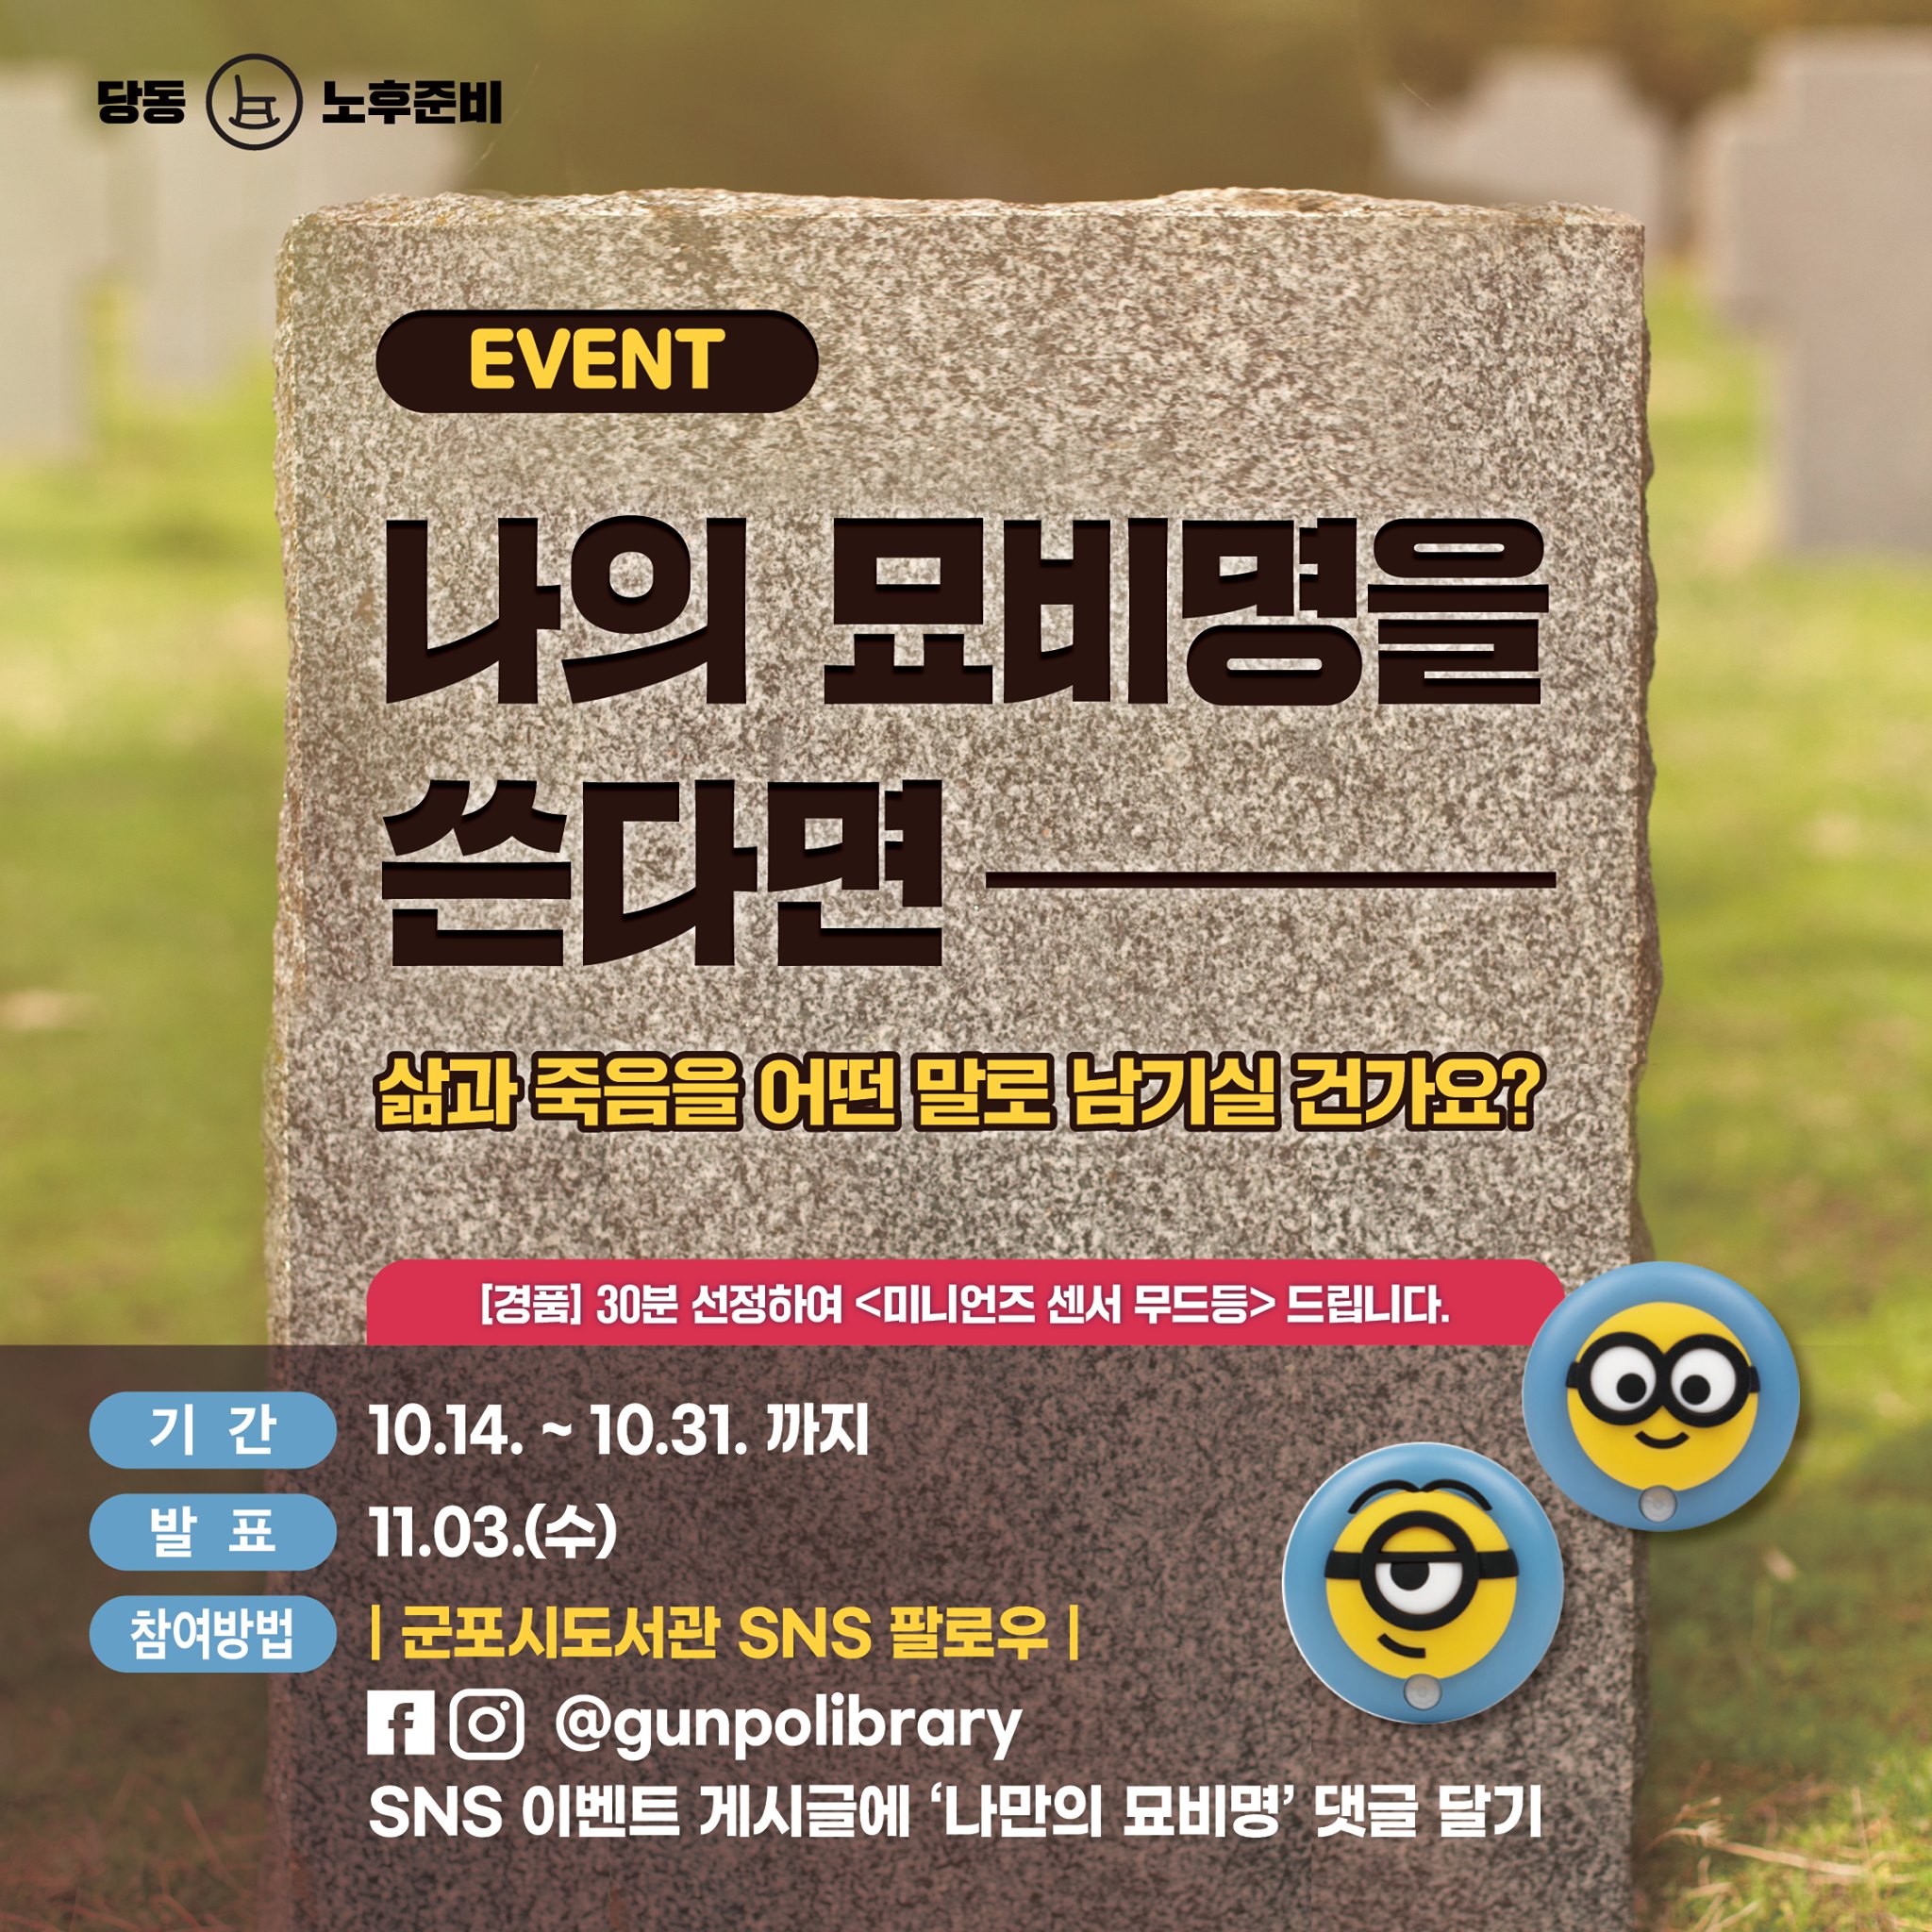 당동 노후준비
EVENT
나의 묘비명을
쓴다면
삶과 죽음을 어떤 말로 남기실 건가요?
[경품] 30분 선정하여 <미니언즈 센서 무드등> 드립니다.
기 간 10.14. ~ 10.31. 까지
발 표 11.03.(수)
참여방법 | 군포시도서관 SNS 팔로우 |
@gunpolibrary
SNS 이벤트 게시글에 ‘나만의 묘비명’ 댓글 달기